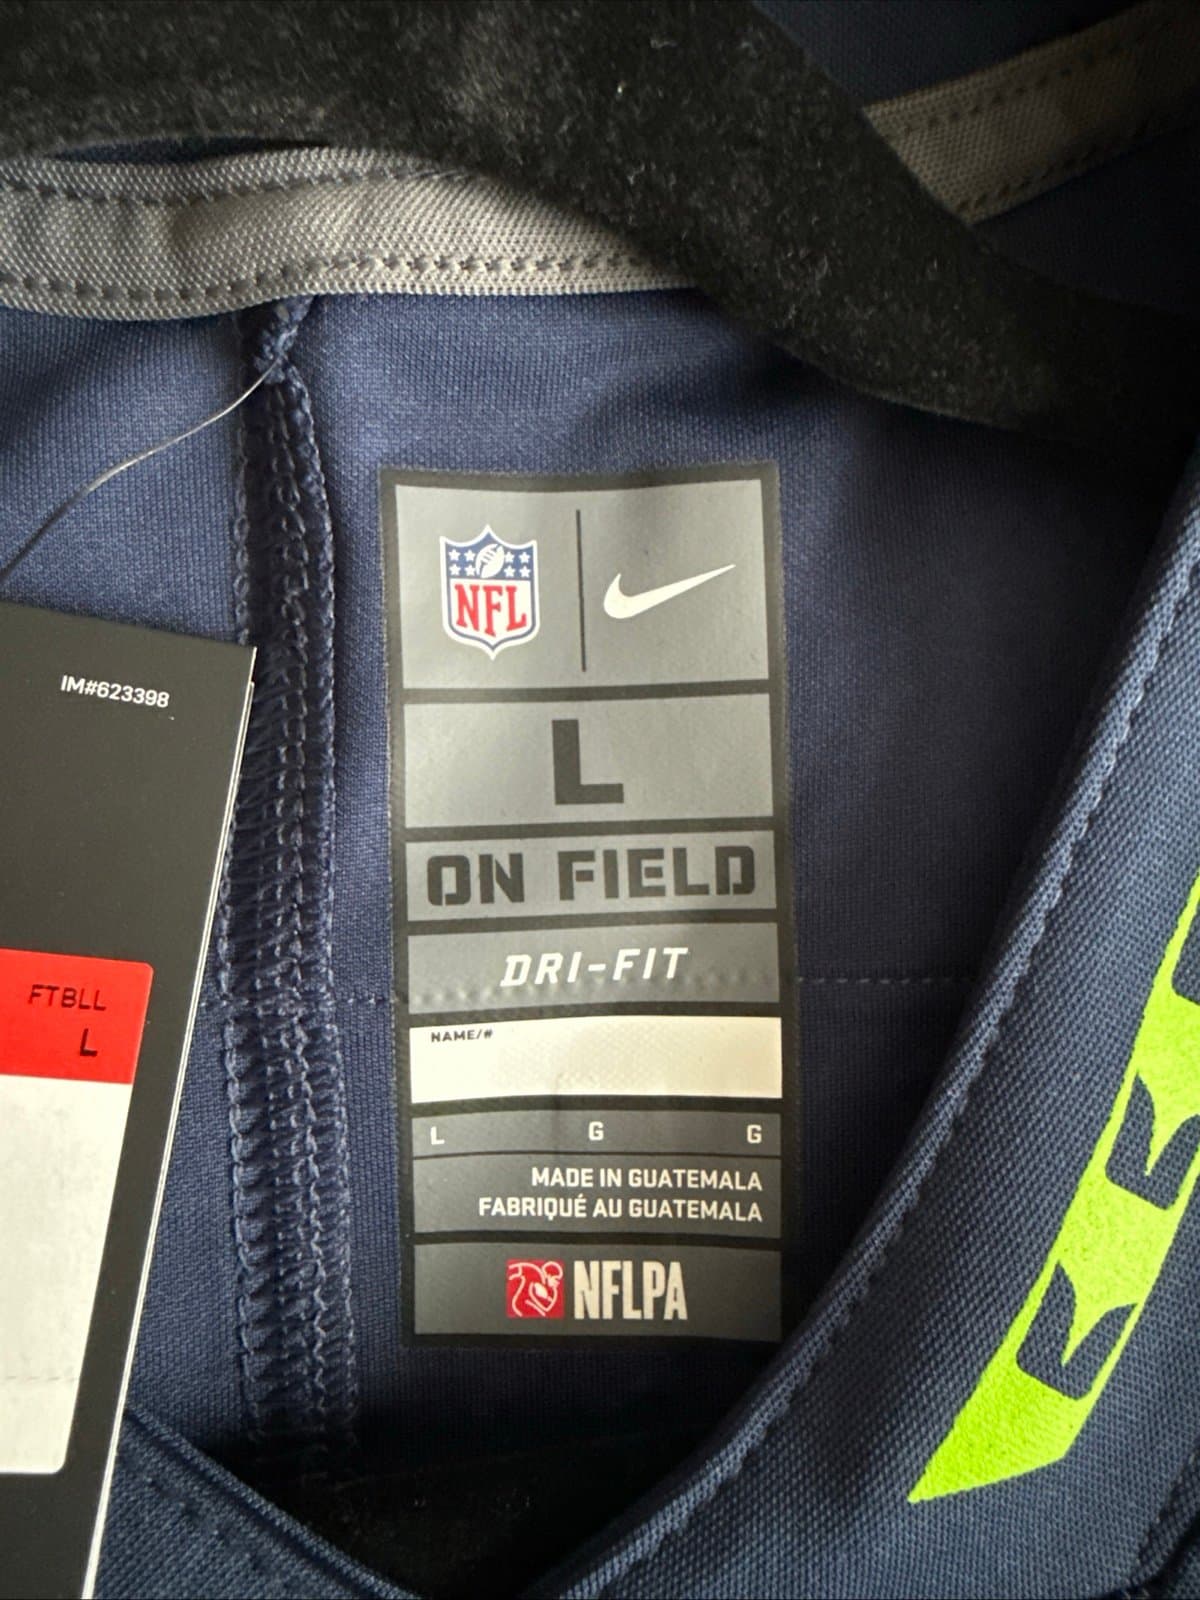 IM#623398
FTBLL
L
NFL
L
ON FIELD
DRI-FIT
NAME/#
L G G
MADE IN GUATEMALA
FABRIQUÉ AU GUATEMALA
NFLPA